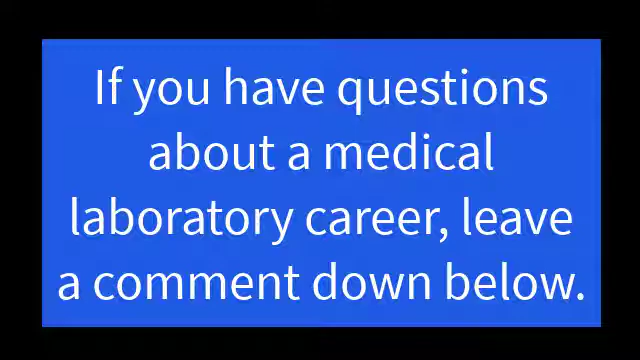 If you have questions
about a medical
laboratory career, leave
a comment down below.